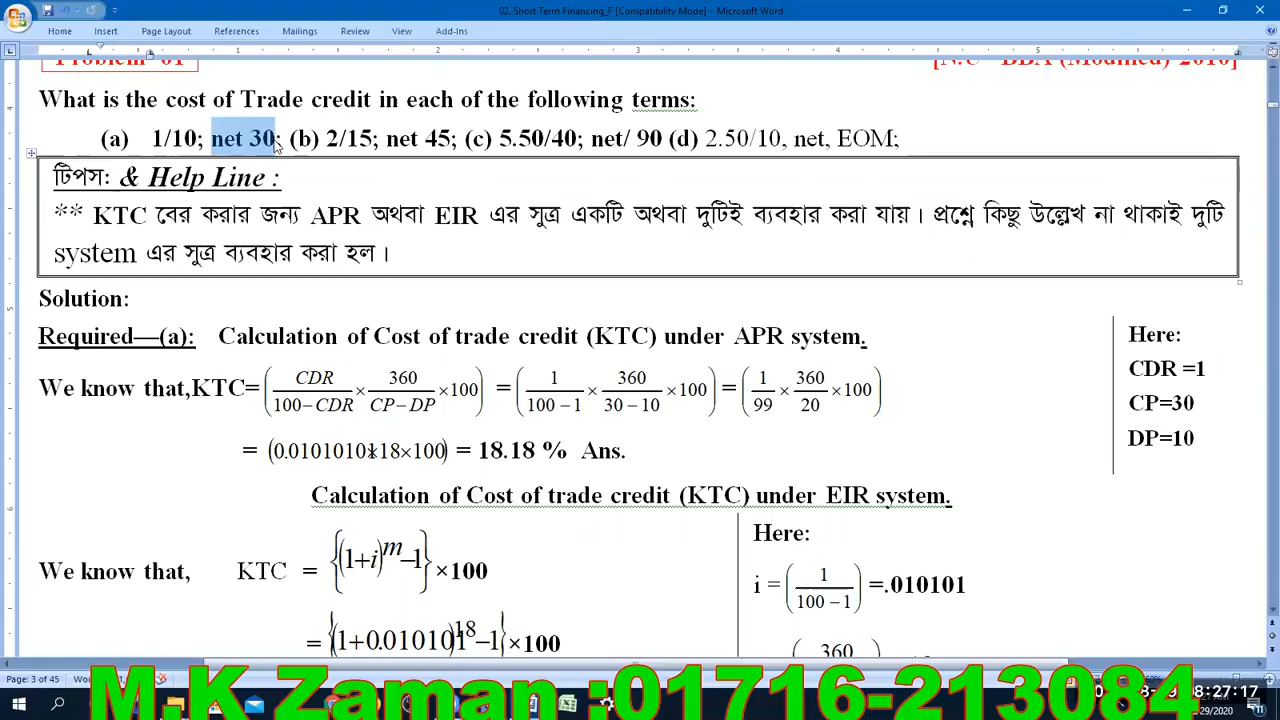 02. Short Term Financing_F [Compatibility Mode] - Microsoft Word
Home Insert Page Layout References Mailings Review View Add-Ins
Problem- 01 [N.U- BBA (Modified) 2010]
What is the cost of Trade credit in each of the following terms:
(a) 1/10; net 30; (b) 2/15; net 45; (c) 5.50/40; net/ 90 (d) 2.50/10, net, EOM;
টিপস: & Help Line :
** KTC বের করার জন্য APR অথবা EIR এর সুত্র একটি অথবা দুটিই ব্যবহার করা যায়। প্রশ্নে কিছু উল্লেখ না থাকাই দুটি
system এর সুত্র ব্যবহার করা হল।
Solution:
Required—(a): Calculation of Cost of trade credit (KTC) under APR system.
Here:
CDR =1
CP=30
DP=10
We know that,KTC= (CDR/100−CDR × 360/CP−DP ×100) = (1/100−1 × 360/30−10 ×100) = (1/99 × 360/20 ×100)
= (0.0101010×18×100) = 18.18 % Ans.
Calculation of Cost of trade credit (KTC) under EIR system.
Here:
We know that, KTC = {(1+i)^m −1} ×100
i = (1/100−1) =.010101
= {(1+0.01010)^18 −1} ×100
360
Page: 3 of 45
M.K Zaman :01716-213084